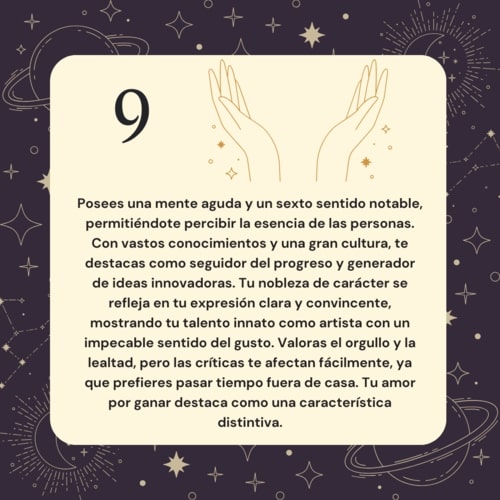 9
Posees una mente aguda y un sexto sentido notable,
permitiéndote percibir la esencia de las personas.
Con vastos conocimientos y una gran cultura, te
destacas como seguidor del progreso y generador
de ideas innovadoras. Tu nobleza de carácter se
refleja en tu expresión clara y convincente,
mostrando tu talento innato como artista con un
impecable sentido del gusto. Valoras el orgullo y la
lealtad, pero las críticas te afectan fácilmente, ya
que prefieres pasar tiempo fuera de casa. Tu amor
por ganar destaca como una característica
distintiva.